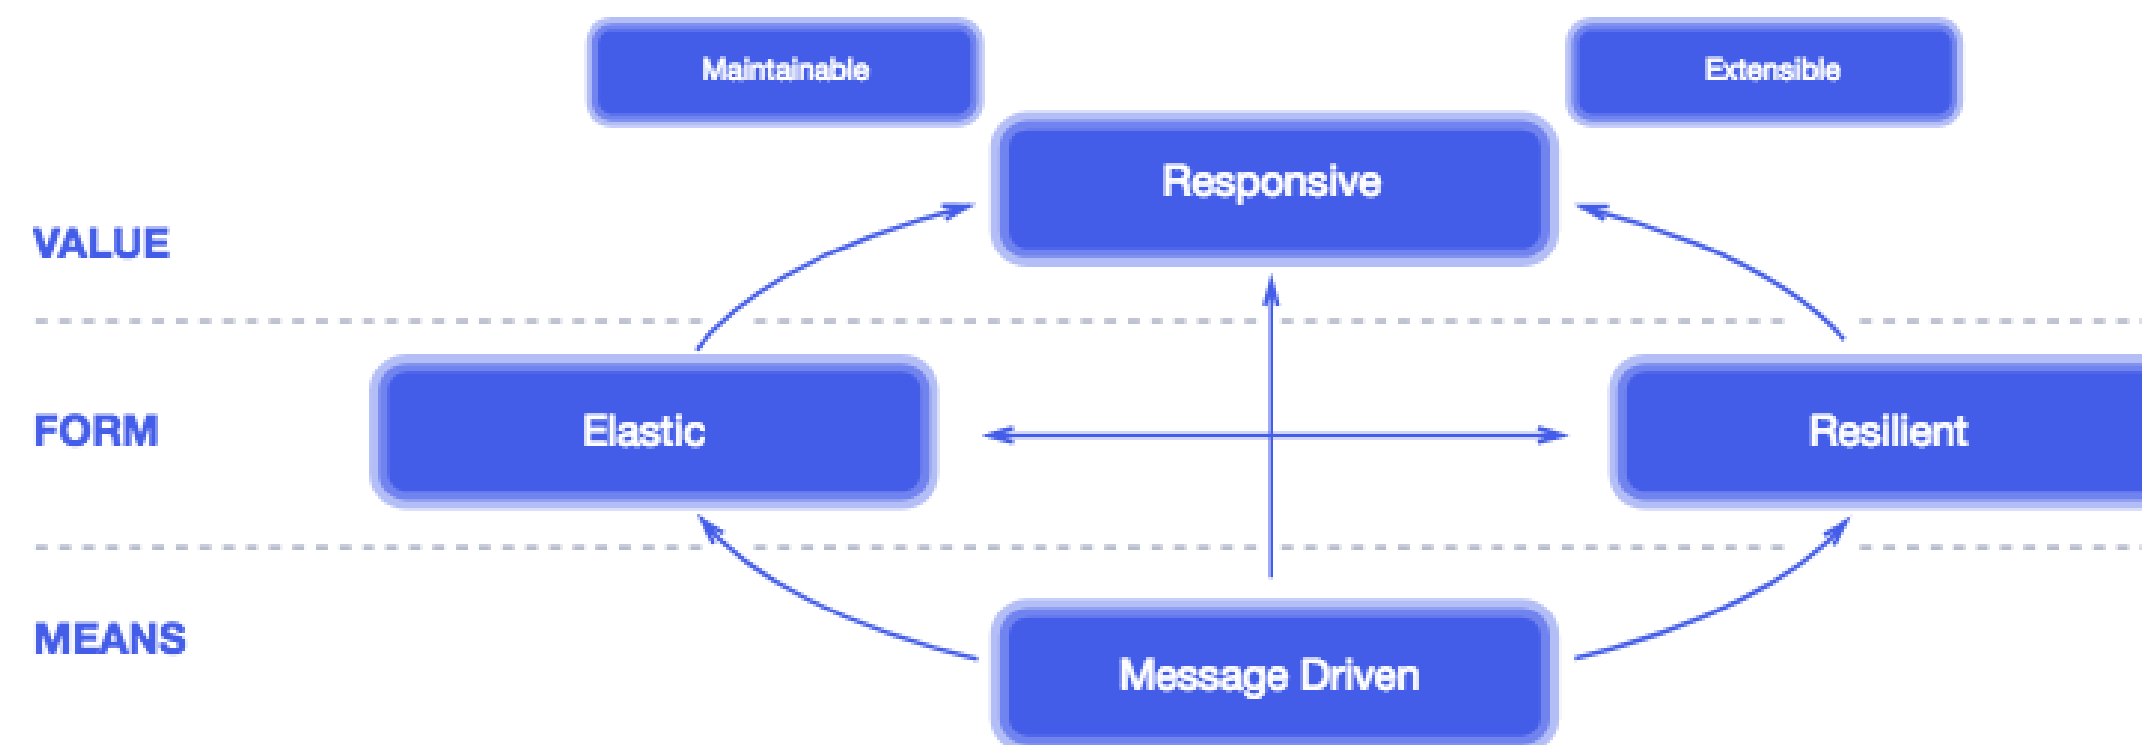 Maintainable
Extensible
Responsive
VALUE
FORM
Elastic
Resilient
MEANS
Message Driven